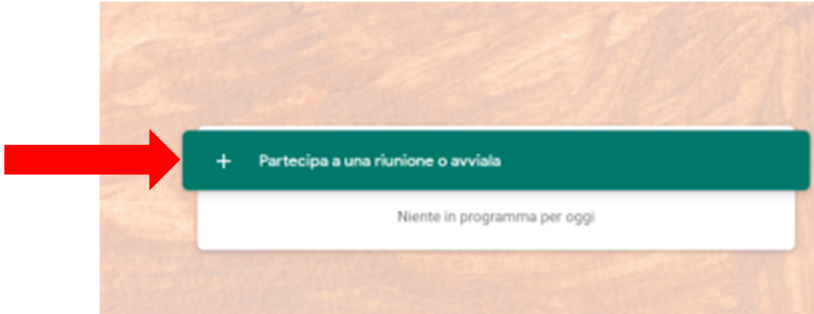 + Partecipa a una riunione o avviala
Niente in programma per oggi